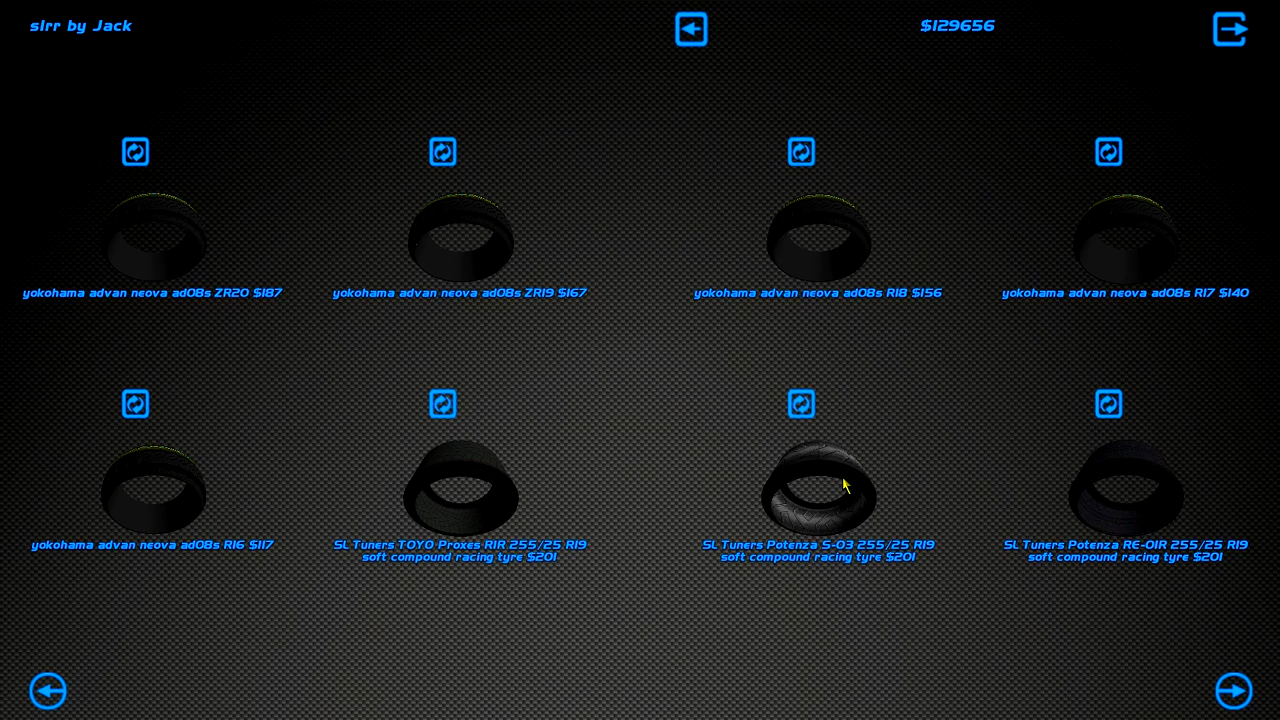 slrr by Jack
$129656
yokohama advan neova ad08s ZR20 $187
yokohama advan neova ad08s ZR19 $167
yokohama advan neova ad08s R18 $156
yokohama advan neova ad08s R17 $140
yokohama advan neova ad08s R16 $117
SL Tuners TOYO Proxes R1R 255/25 R19
soft compound racing tyre $201
SL Tuners Potenza S-03 255/25 R19
soft compound racing tyre $201
SL Tuners Potenza RE-01R 255/25 R19
soft compound racing tyre $201